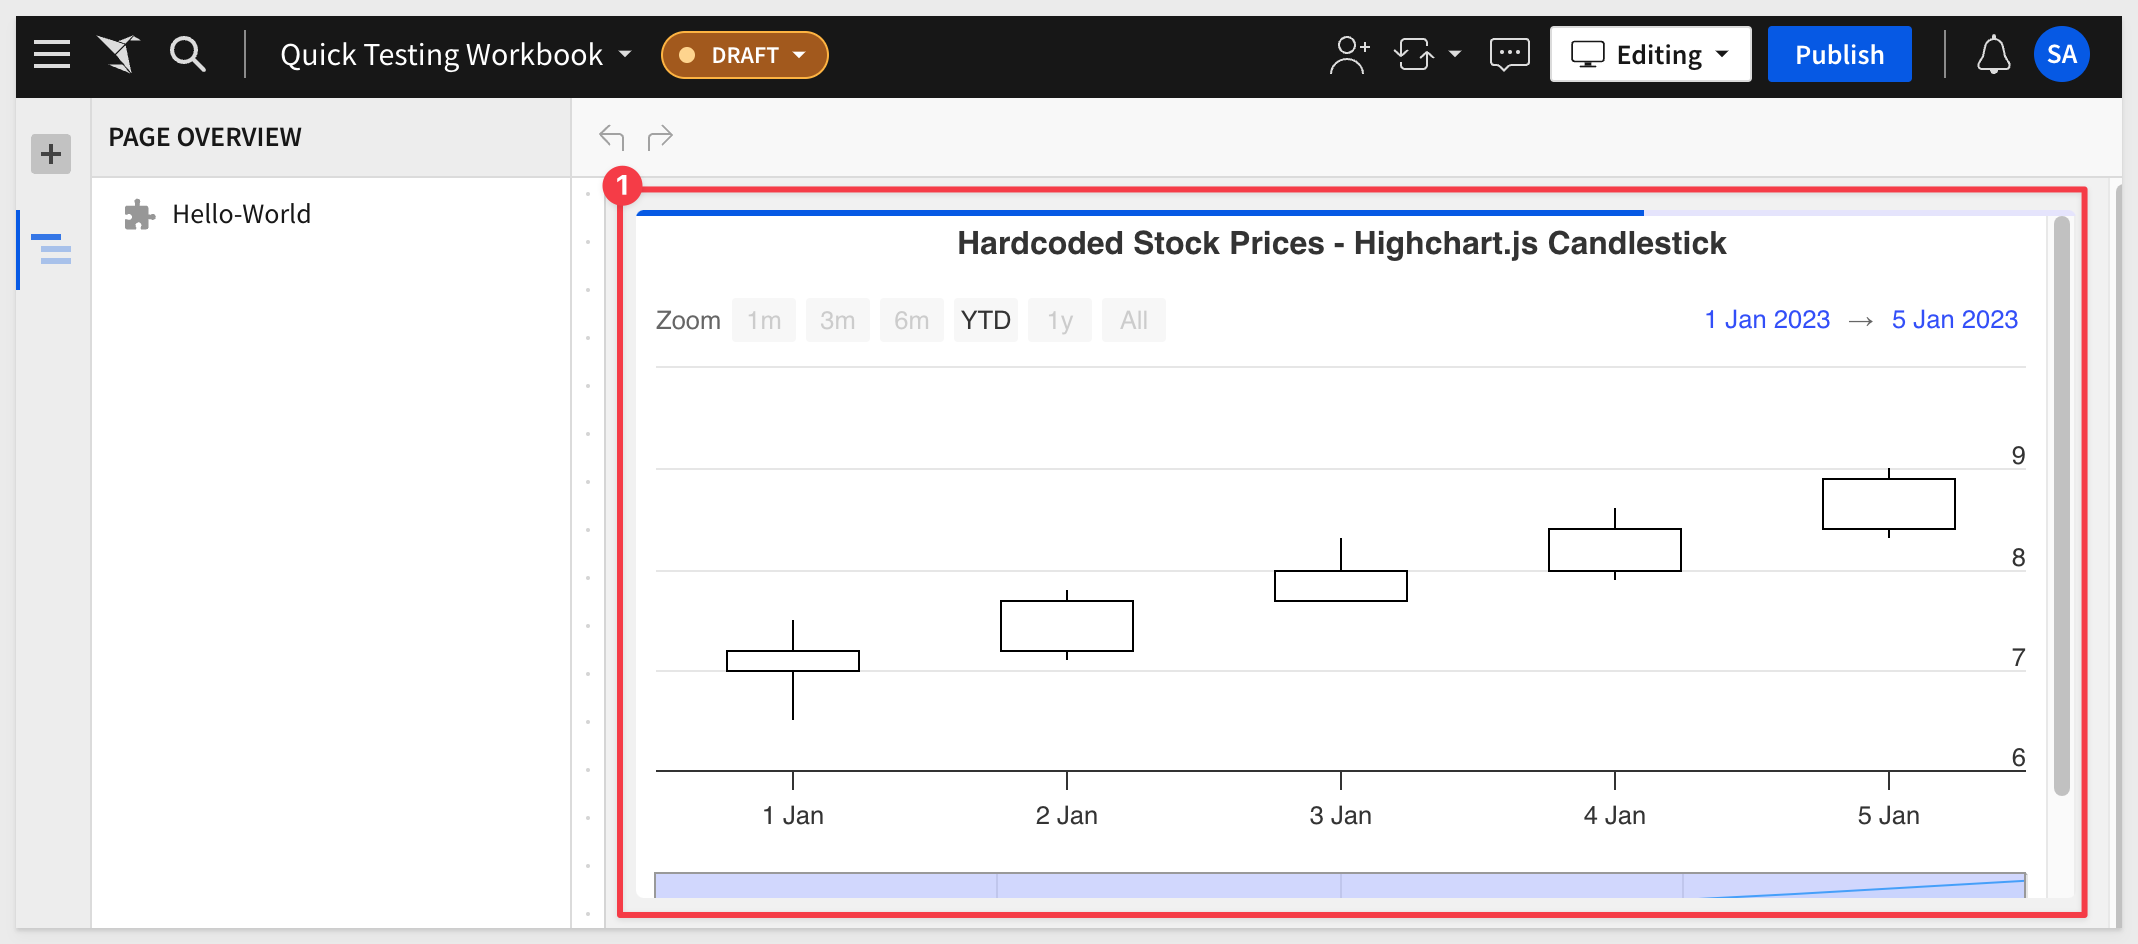 Quick Testing Workbook
DRAFT
Editing
Publish
SA
PAGE OVERVIEW
Hello-World
1
Hardcoded Stock Prices - Highchart.js Candlestick
Zoom 1m 3m 6m YTD 1y All
1 Jan 2023 → 5 Jan 2023
9
8
7
6
1 Jan 2 Jan 3 Jan 4 Jan 5 Jan